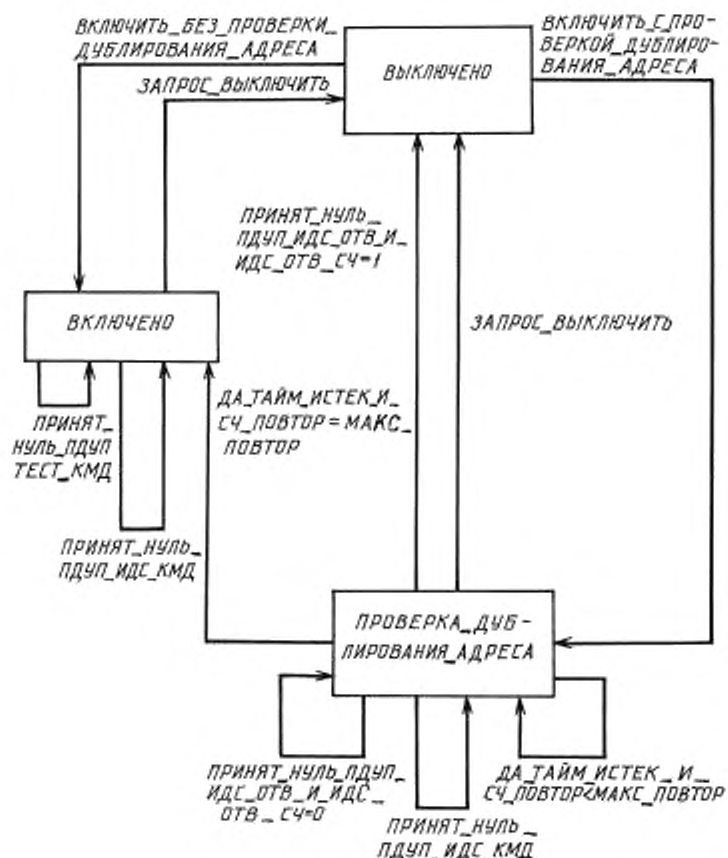 ВКЛЮЧИТЬ_БЕЗ_ПРОВЕРКИ_
ДУБЛИРОВАНИЯ_АДРЕСА
ЗАПРОС_ВЫКЛЮЧИТЬ
ВЫКЛЮЧЕНО
ВКЛЮЧИТЬ_С_ПРО-
ВЕРКОЙ_ДУБЛИРО-
ВАНИЯ_АДРЕСА
ПРИНЯТ_НУЛЬ_
ПДУП_ИДС_ОТВ_И_
ИДС_ОТВ_СЧ=1
ВКЛЮЧЕНО
ЗАПРОС_ВЫКЛЮЧИТЬ
ПРИНЯТ_
НУЛЬ_ПДУП
ТЕСТ_КМД
ДА_ТАЙМ_ИСТЕК_И_
СЧ_ПОВТОР=МАКС_
ПОВТОР
ПРИНЯТ_НУЛЬ_
ПДУП_ИДС_КМД
ПРОВЕРКА_ДУБ-
ЛИРОВАНИЯ_АДРЕСА
ПРИНЯТ_НУЛЬ_ПДУП_
ИДС_ОТВ_И_ИДС_
ОТВ_СЧ=0
ДА_ТАЙМ_ИСТЕК_И_
СЧ_ПОВТОР<МАКС_ПОВТОР
ПРИНЯТ_НУЛЬ_
ПДУП_ИДС_КМД